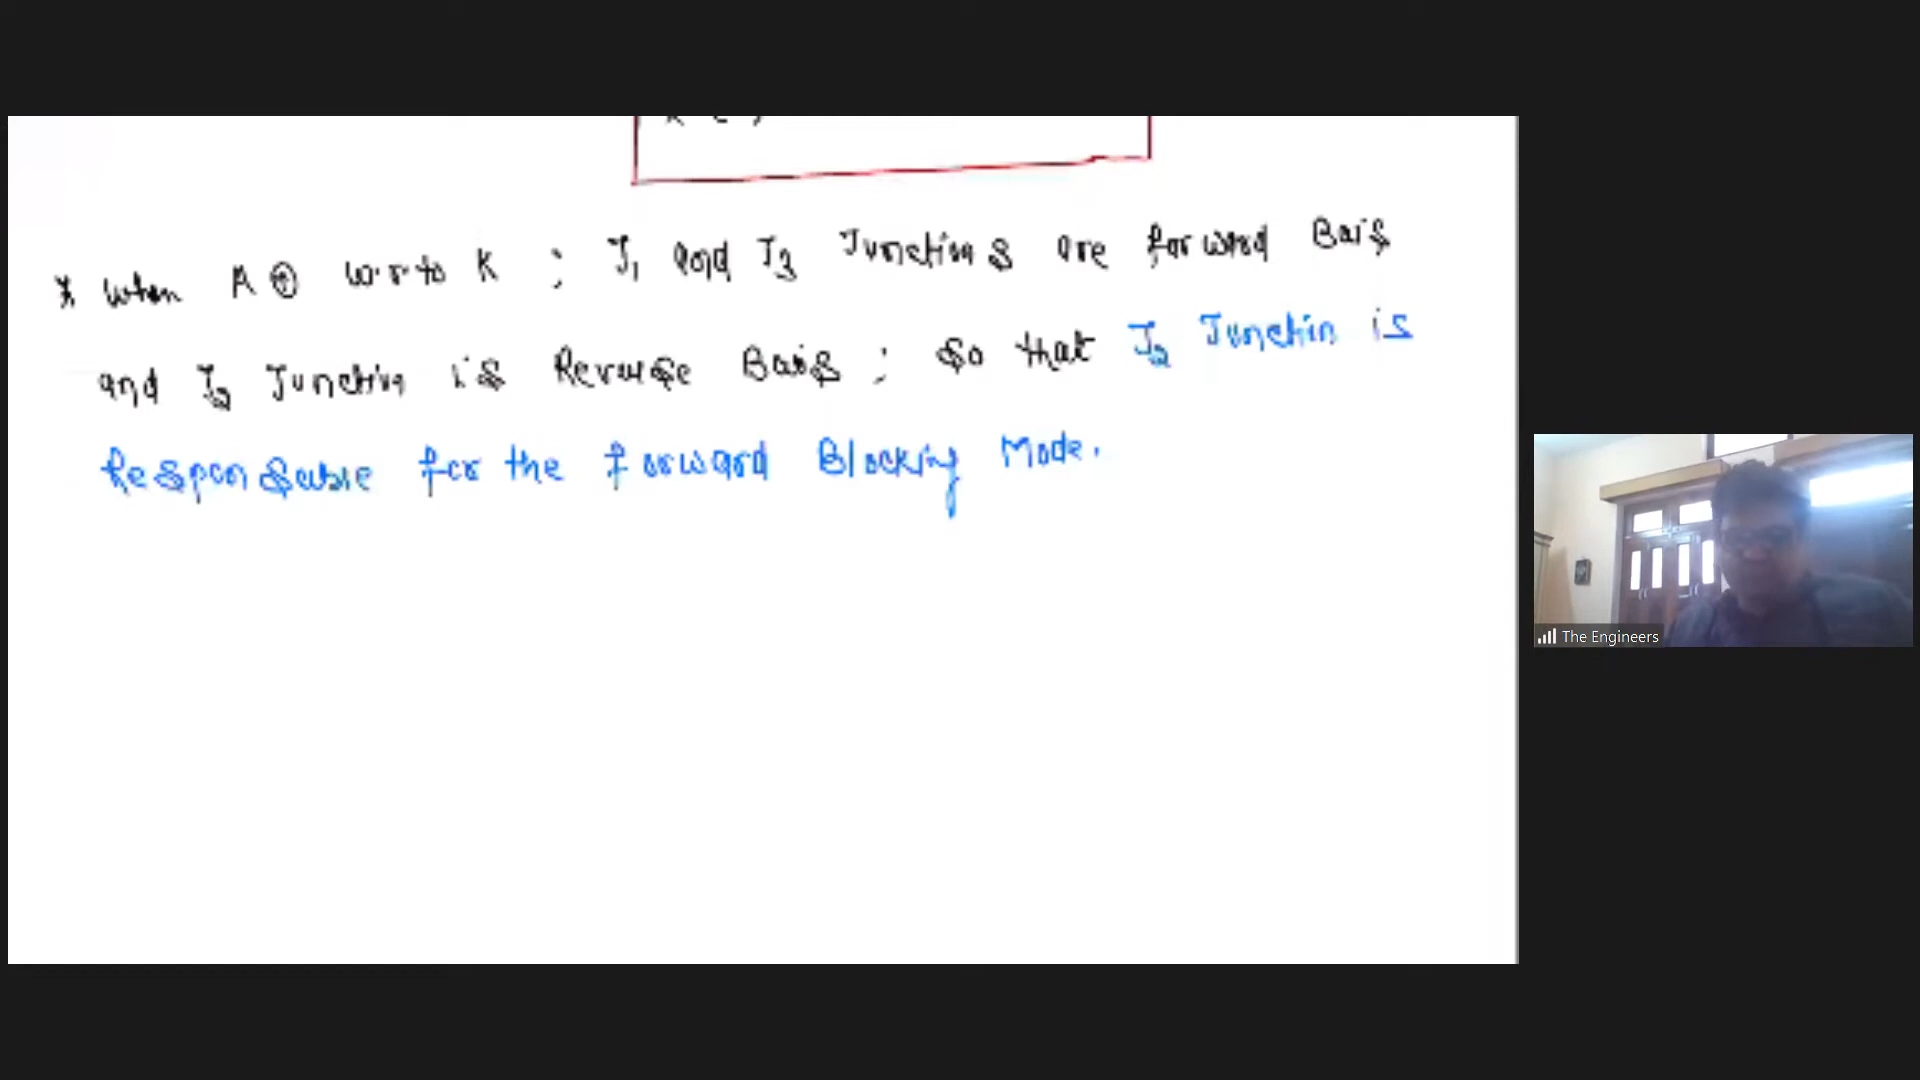 * when A ⊕ w.r.to K ; J1 and J3 Junctions are forward Bais
and J2 Junction is Reverse Bais ; so that J2 Junction is
Responsable for the forward Blocking Mode.
The Engineers